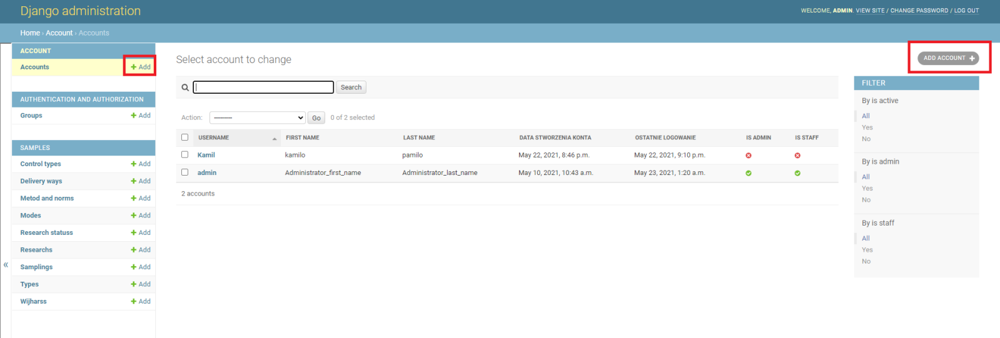 Django administration
WELCOME, ADMIN. VIEW SITE / CHANGE PASSWORD / LOG OUT
Home › Account › Accounts
ACCOUNT
Accounts + Add
AUTHENTICATION AND AUTHORIZATION
Groups + Add
SAMPLES
Control types + Add
Delivery ways + Add
Metod and norms + Add
Modes + Add
Research statuss + Add
Researchs + Add
Samplings + Add
Types + Add
Wijharss + Add
«
Select account to change
ADD ACCOUNT +
Search
Action: --------- Go 0 of 2 selected
USERNAME FIRST NAME LAST NAME DATA STWORZENIA KONTA OSTATNIE LOGOWANIE IS ADMIN IS STAFF
Kamil kamilo pamilo May 22, 2021, 8:46 p.m. May 22, 2021, 9:10 p.m.
admin Administrator_first_name Administrator_last_name May 10, 2021, 10:43 a.m. May 23, 2021, 1:20 a.m.
2 accounts
FILTER
By is active
All
Yes
No
By is admin
All
Yes
No
By is staff
All
Yes
No